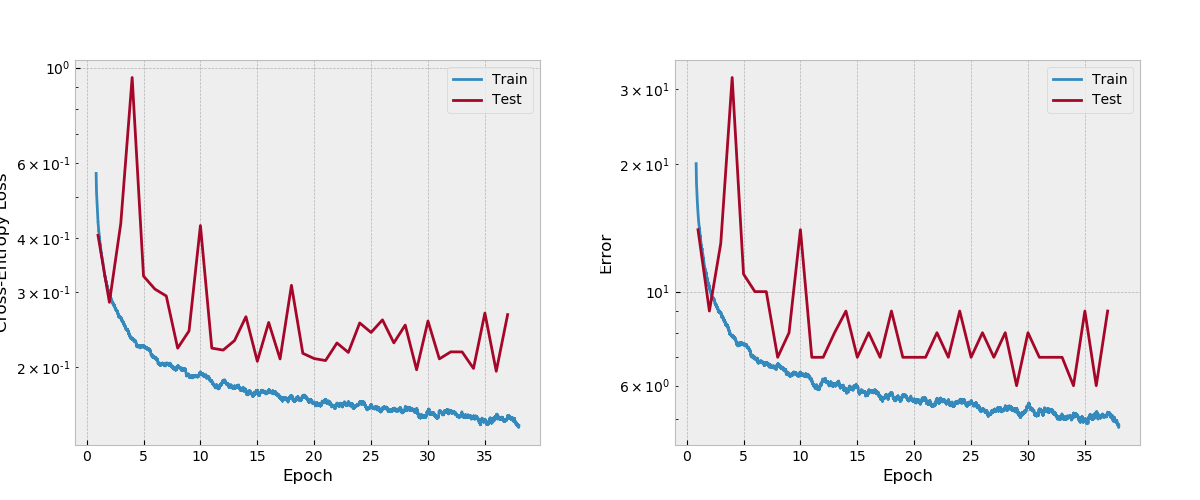 Train
Test
10⁰
6 × 10⁻¹
4 × 10⁻¹
3 × 10⁻¹
2 × 10⁻¹
Cross-Entropy Loss
0 5 10 15 20 25 30 35
Epoch
Train
Test
3 × 10¹
2 × 10¹
10¹
6 × 10⁰
Error
0 5 10 15 20 25 30 35
Epoch